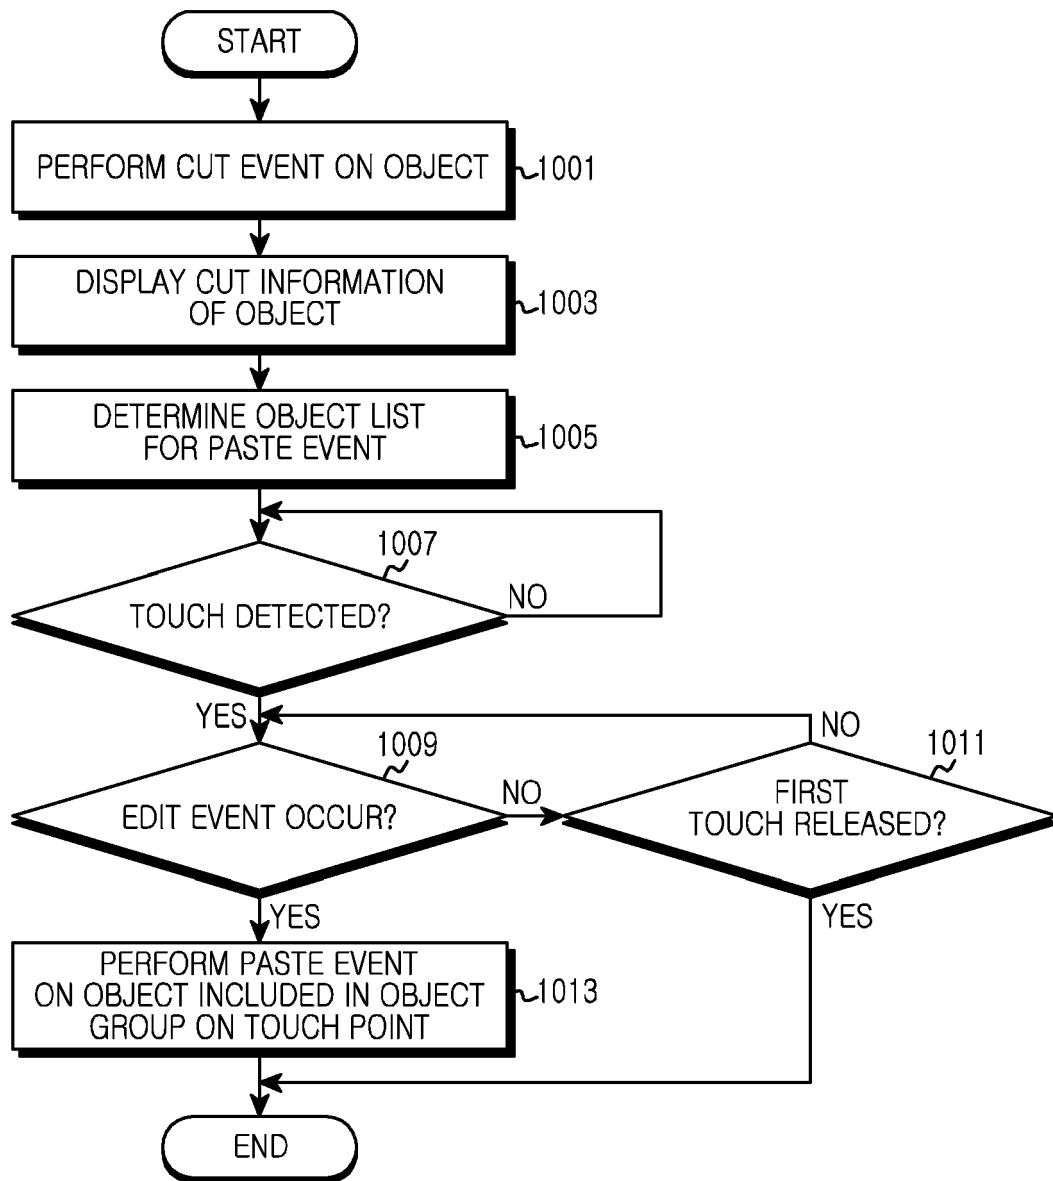 START
PERFORM CUT EVENT ON OBJECT
1001
DISPLAY CUT INFORMATION
OF OBJECT
1003
DETERMINE OBJECT LIST
FOR PASTE EVENT
1005
1007
TOUCH DETECTED?
NO
YES
NO
1009
1011
EDIT EVENT OCCUR?
NO
FIRST
TOUCH RELEASED?
YES
YES
PERFORM PASTE EVENT
ON OBJECT INCLUDED IN OBJECT
GROUP ON TOUCH POINT
1013
END